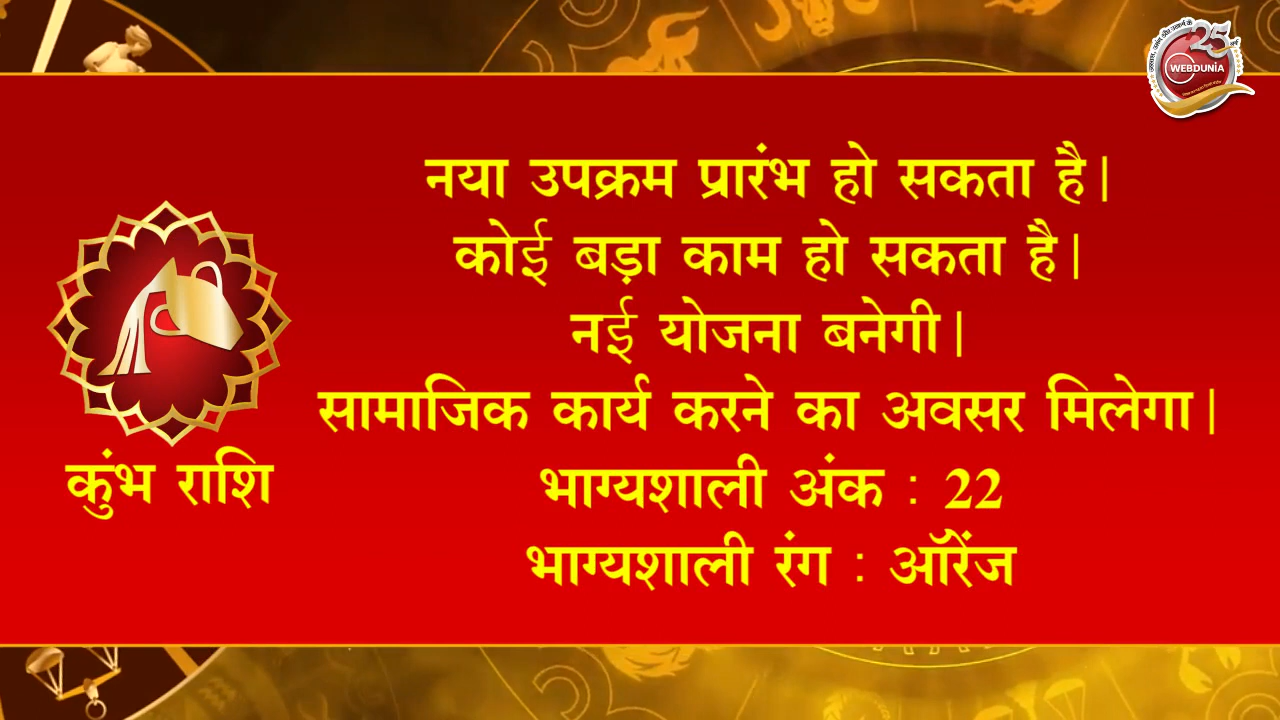 नया उपक्रम प्रारंभ हो सकता है।
कोई बड़ा काम हो सकता है।
नई योजना बनेगी।
सामाजिक कार्य करने का अवसर मिलेगा।
भाग्यशाली अंक : 22
भाग्यशाली रंग : ऑरेंज
कुंभ राशि
25
WEBDUNIA